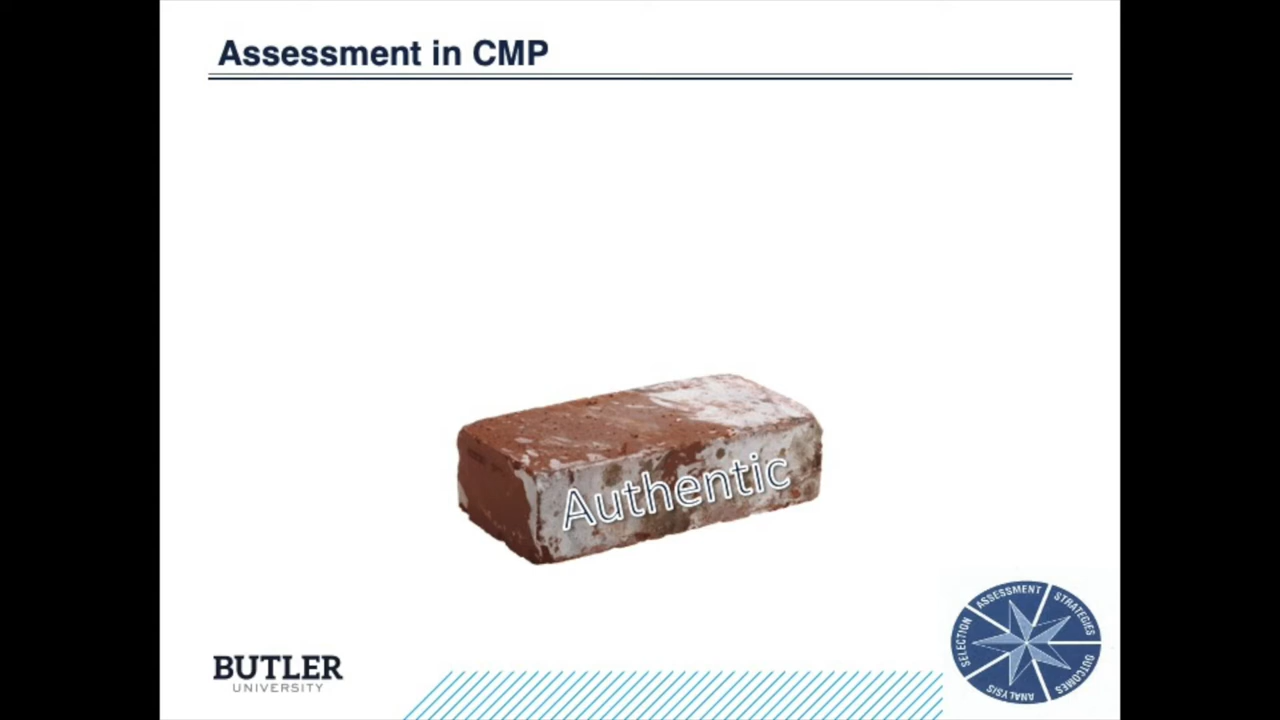 Assessment in CMP
Authentic
ASSESSMENT
STRATEGIES
SELECTION
OUTCOMES
ANALYSIS
BUTLER
UNIVERSITY